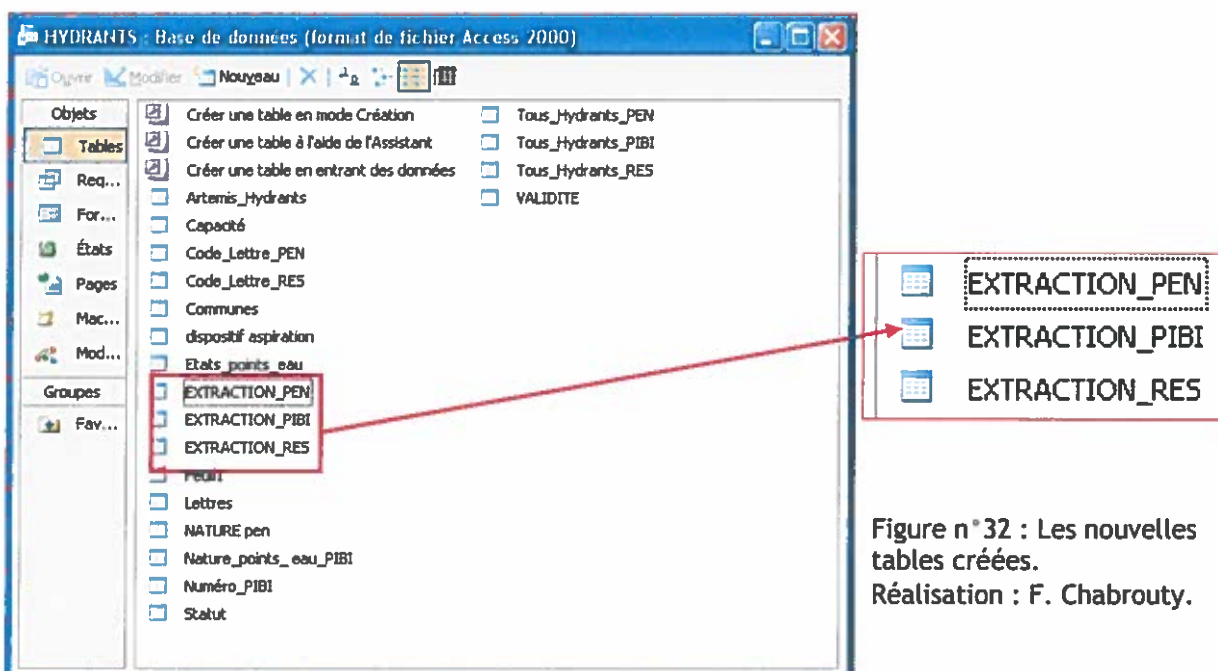 HYDRANTS : Base de données (format de fichier Access 2000)
Ouvrir Modifier Nouveau
Objets
Tables
Req...
For...
États
Pages
Mac...
Mod...
Groupes
Fav...
Créer une table en mode Création
Créer une table à l'aide de l'Assistant
Créer une table en entrant des données
Artemis_Hydrants
Capacité
Code_Lettre_PEN
Code_Lettre_RES
Communes
dispositif aspiration
Etats_points_eau
EXTRACTION_PEN
EXTRACTION_PIBI
EXTRACTION_RES
Feuil1
Lettres
NATURE pen
Nature_points_ eau_PIBI
Numéro_PIBI
Statut
Tous_Hydrants_PEN
Tous_Hydrants_PIBI
Tous_Hydrants_RES
VALIDITE
EXTRACTION_PEN
EXTRACTION_PIBI
EXTRACTION_RES
Figure n°32 : Les nouvelles
tables créées.
Réalisation : F. Chabrouty.